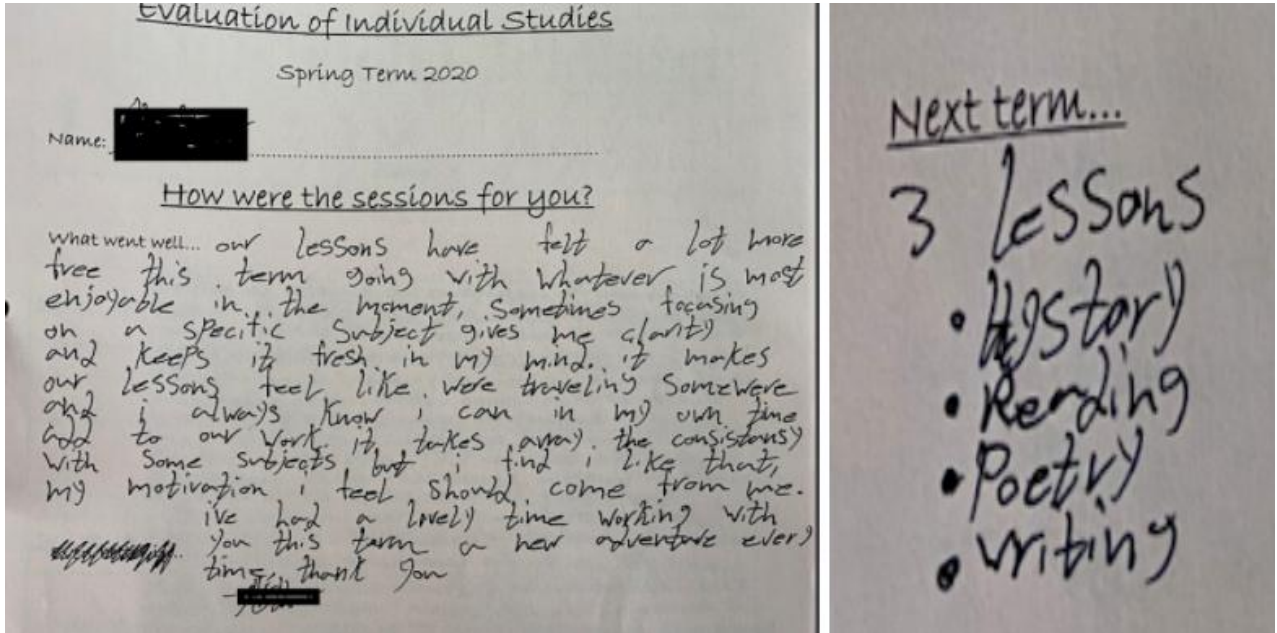 Evaluation of Individual Studies
Spring Term 2020
Name:
How were the sessions for you?
What went well... our lessons have felt a lot more
free this term going with whatever is most
enjoyable in the moment, Sometimes focasing
on a specific Subject gives me clarity
and keeps it fresh in my mind. it makes
our lessons feel like were traveling Somewere
and i always know i can in my own time
add to our work. it takes away the consistansy
with some subjects, but i find i like that,
my motivation i feel should come from me.
ive had a lovely time working with
you this term a new adventure every
time, thank you
Next term...
3 lessons
• History
• Reading
• Poetry
• writing